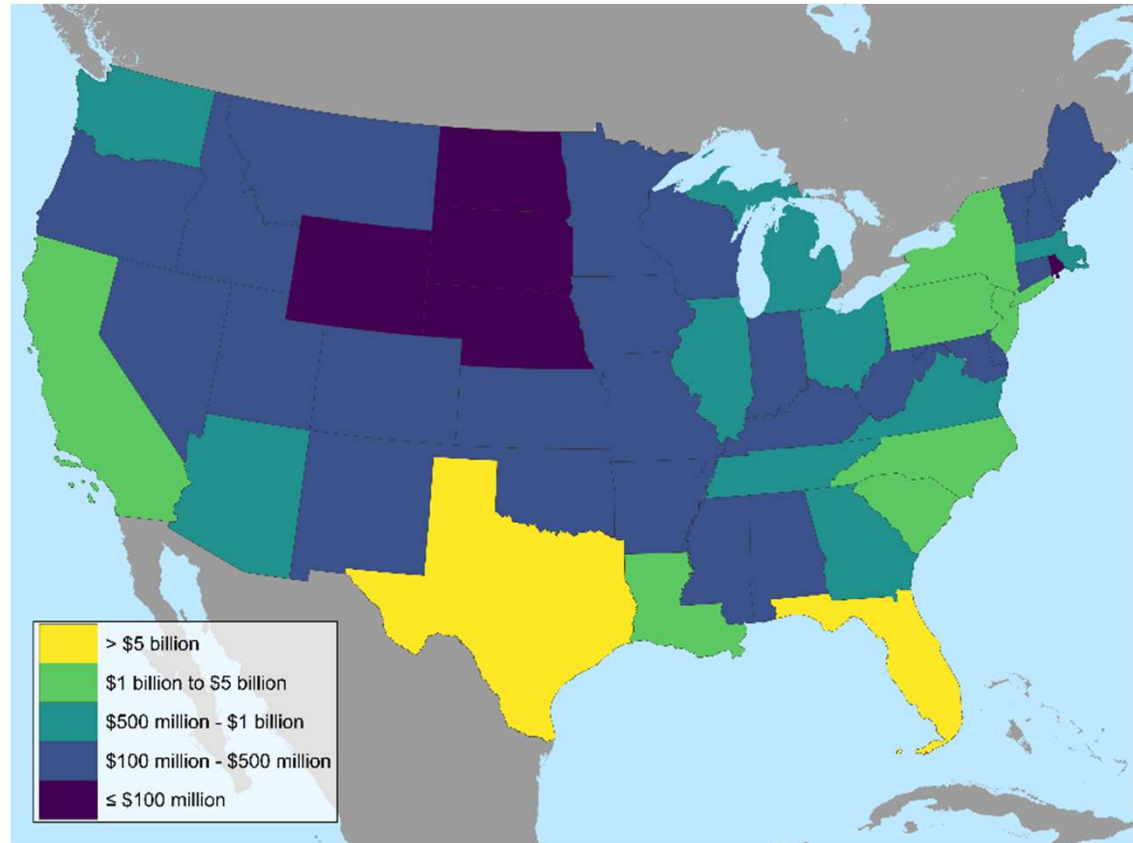 > $5 billion
$1 billion to $5 billion
$500 million - $1 billion
$100 million - $500 million
≤ $100 million